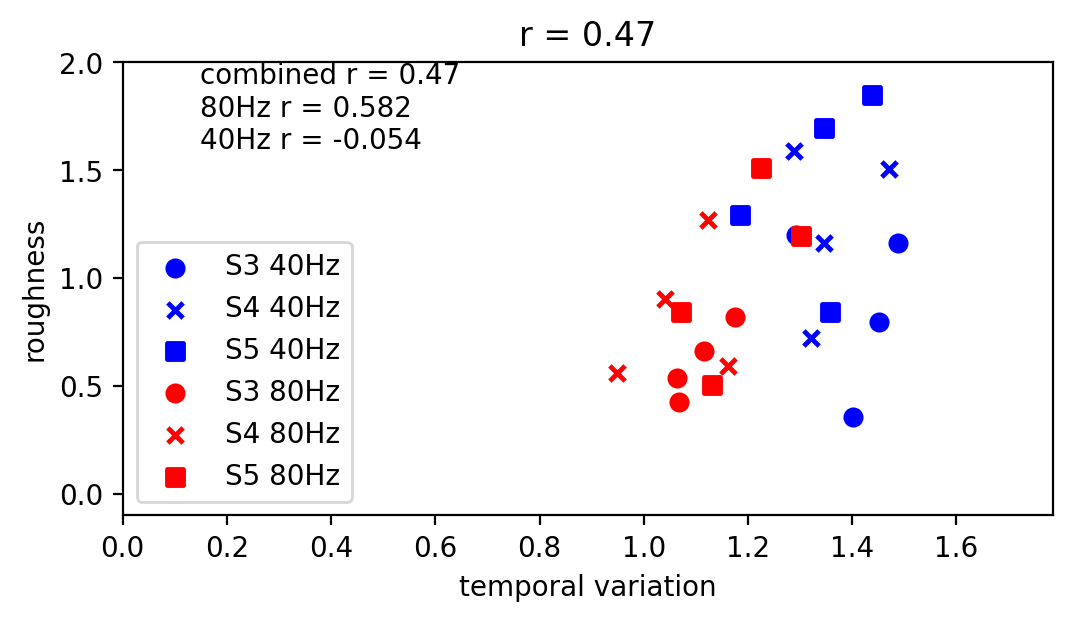 r = 0.47
combined r = 0.47
80Hz r = 0.582
40Hz r = -0.054
roughness
2.0
1.5
1.0
0.5
0.0
S3 40Hz
S4 40Hz
S5 40Hz
S3 80Hz
S4 80Hz
S5 80Hz
0.0 0.2 0.4 0.6 0.8 1.0 1.2 1.4 1.6
temporal variation